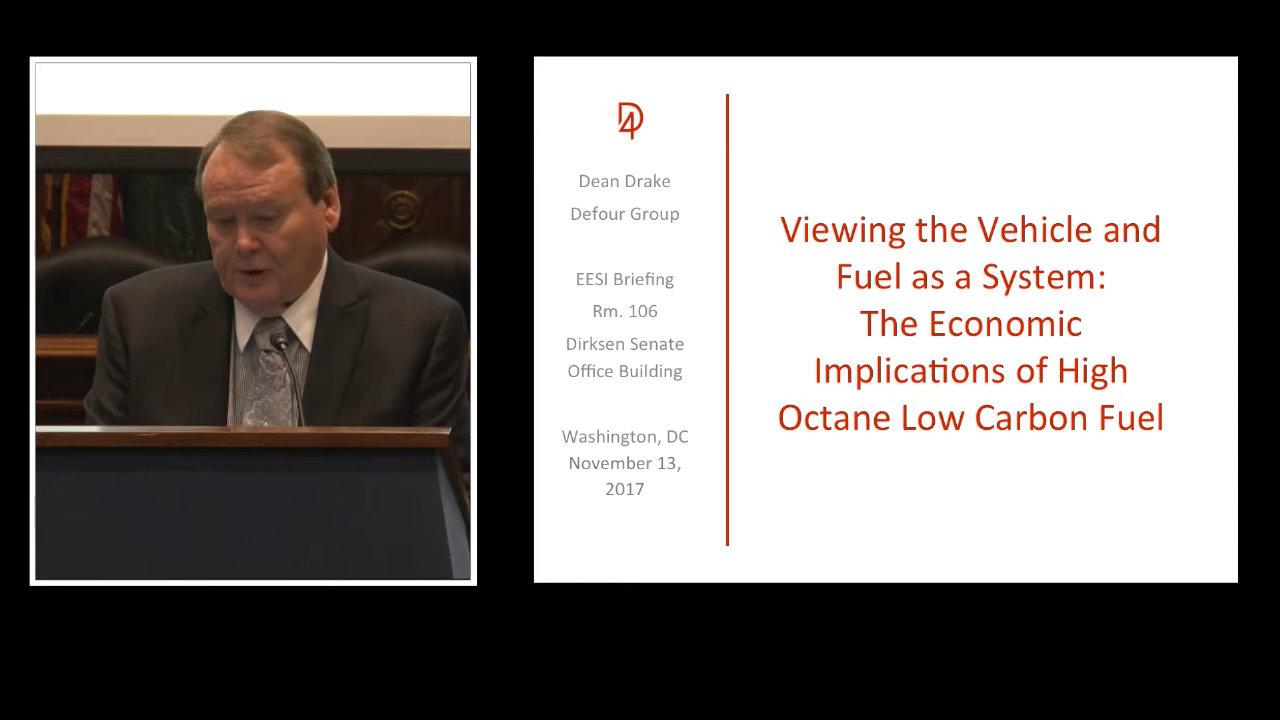 D4
Dean Drake
Defour Group
EESI Briefing
Rm. 106
Dirksen Senate
Office Building
Washington, DC
November 13,
2017
Viewing the Vehicle and
Fuel as a System:
The Economic
Implications of High
Octane Low Carbon Fuel